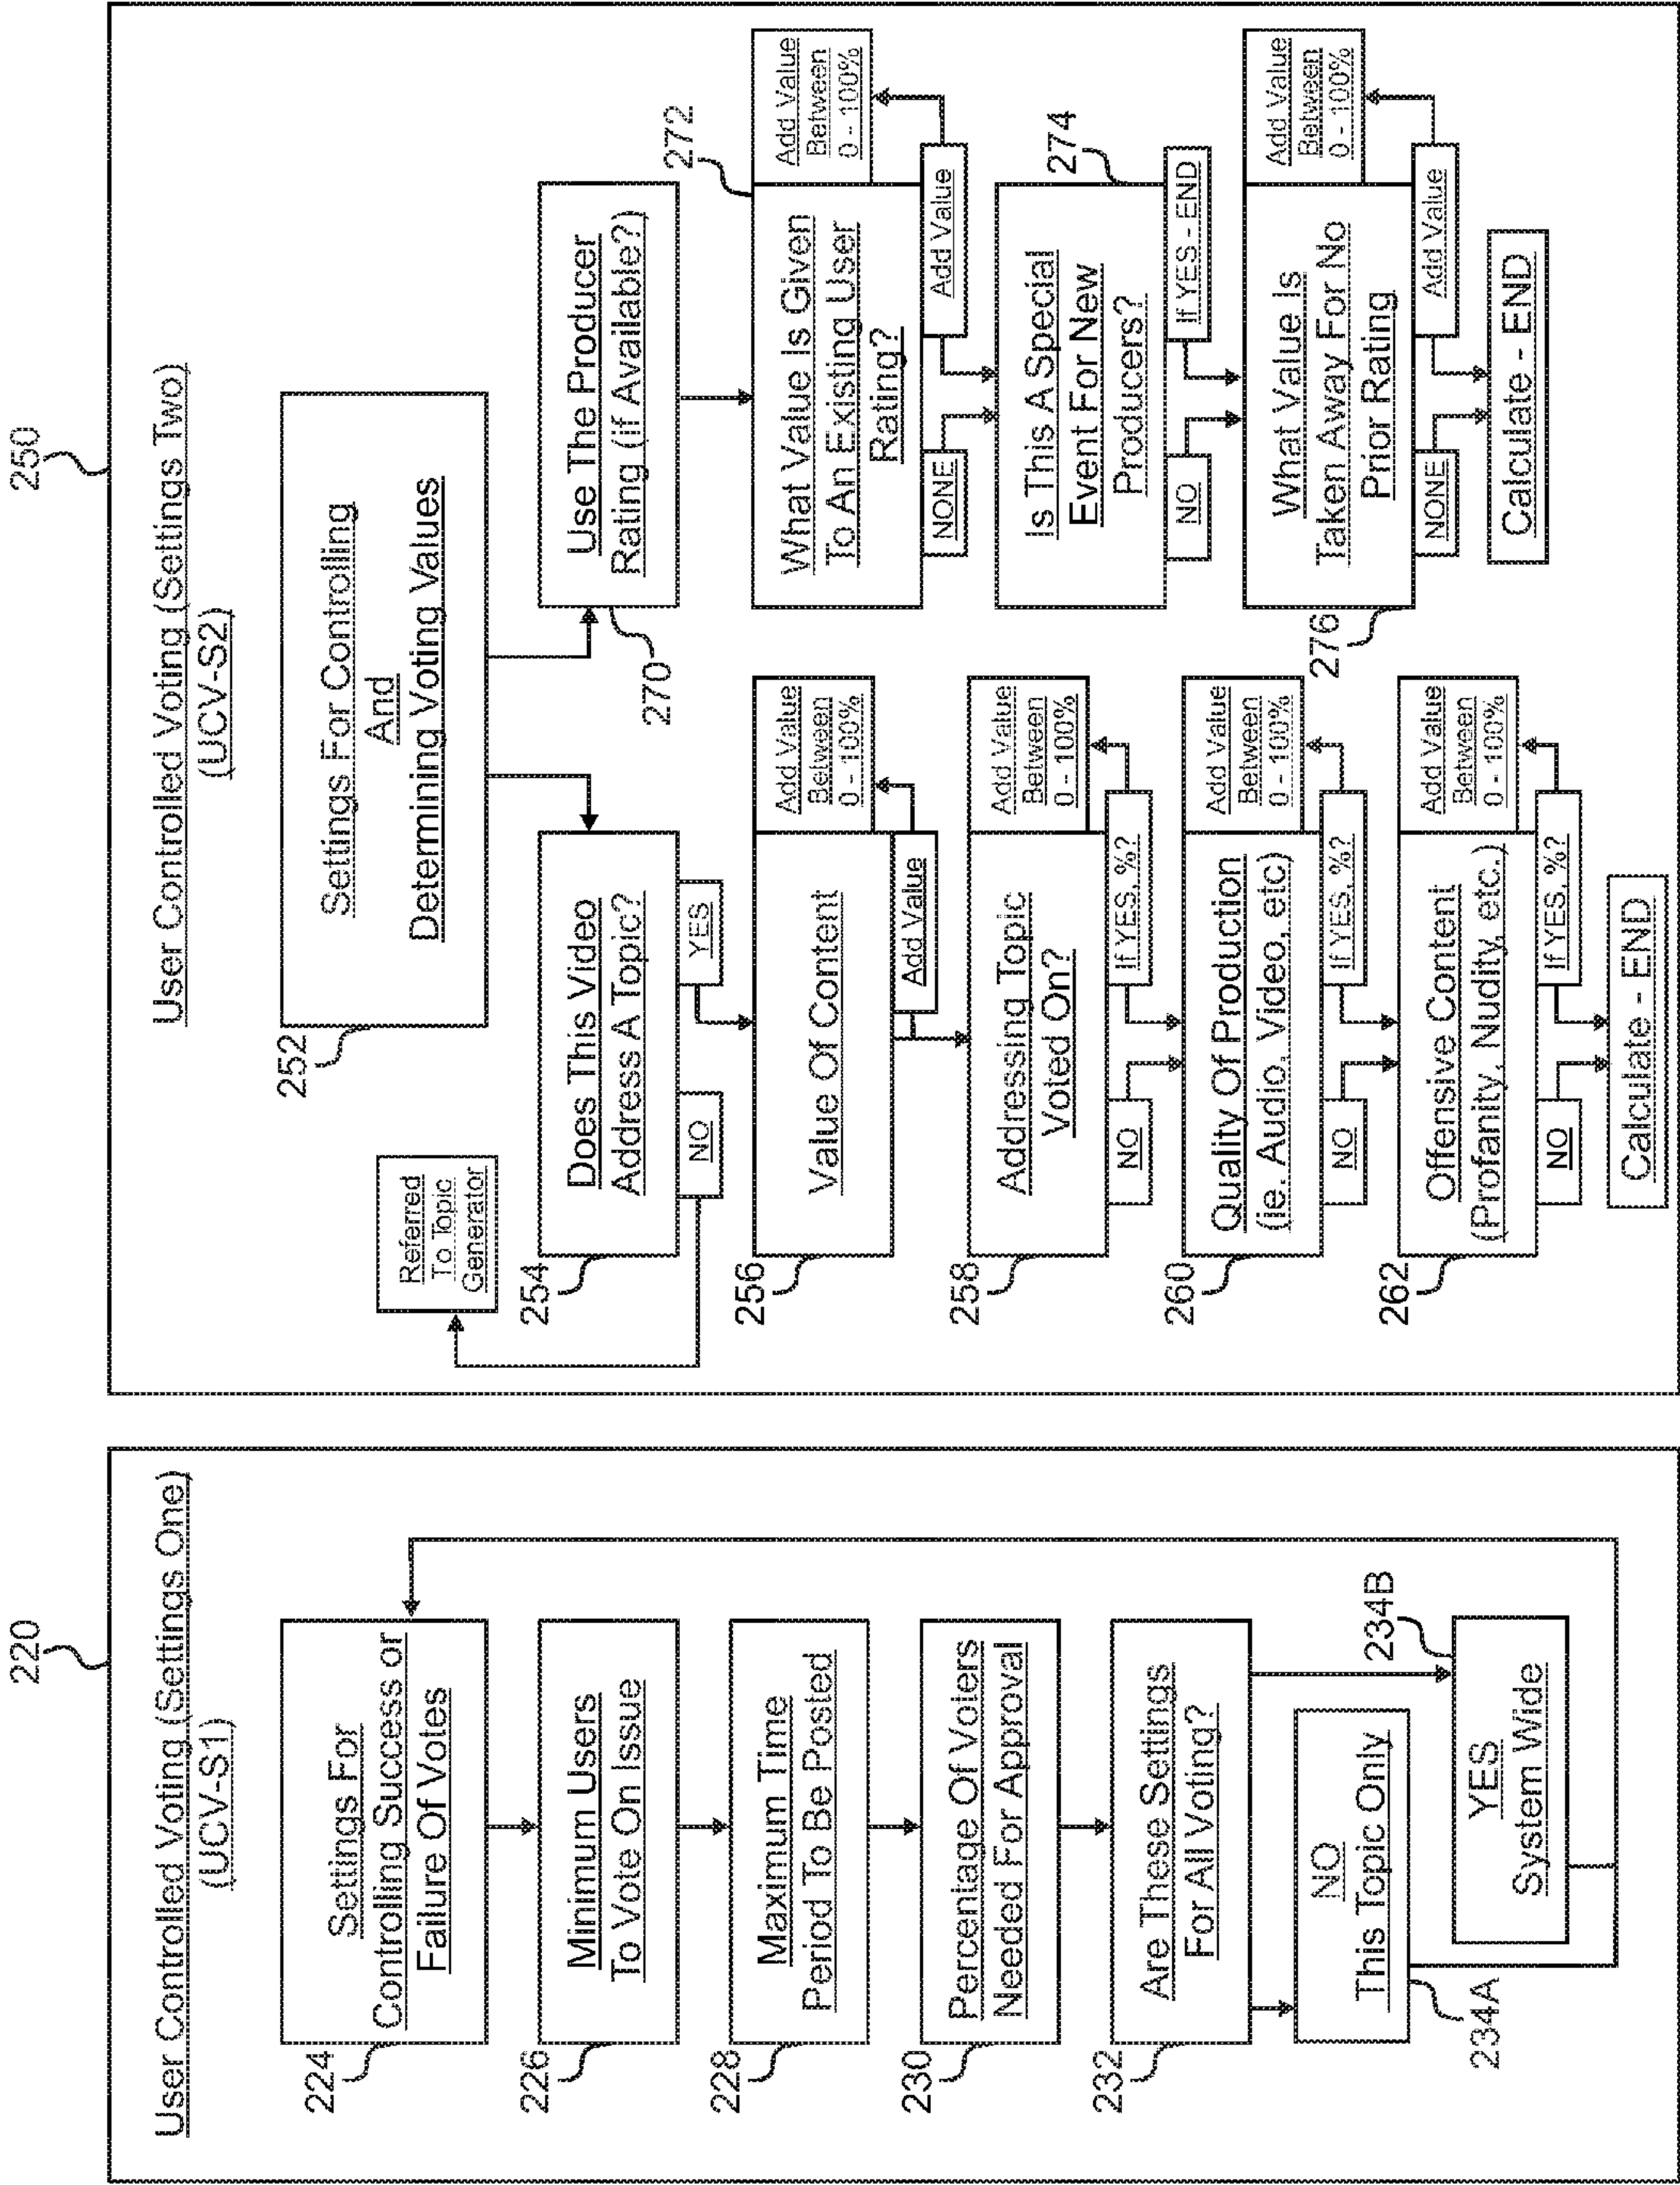 220
User Controlled Voting (Settings One)
(UCV-S1)
224
Settings For
Controlling Success or
Failure Of Votes
226
Minimum Users
To Vote On Issue
228
Maximum Time
Period To Be Posted
230
Percentage Of Voters
Needed For Approval
232
Are These Settings
For All Voting?
NO
This Topic Only
234A
234B
YES
System Wide
250
User Controlled Voting (Settings Two)
(UCV-S2)
252
Settings For Controlling
And
Determining Voting Values
Referred
To Topic
Generator
254
Does This Video
Address A Topic?
NO
YES
256
Value Of Content
Add Value
Add Value
Between
0 - 100%
258
Addressing Topic
Voted On?
NO
If YES, %?
Add Value
Between
0 - 100%
260
Quality Of Production
(ie. Audio, Video, etc)
NO
If YES, %?
Add Value
Between
0 - 100%
262
Offensive Content
(Profanity, Nudity, etc.)
NO
If YES, %?
Add Value
Between
0 - 100%
Calculate - END
270
Use The Producer
Rating (if Available?)
272
What Value Is Given
To An Existing User
Rating?
NONE
Add Value
Add Value
Between
0 - 100%
274
Is This A Special
Event For New
Producers?
NO
If YES - END
276
What Value Is
Taken Away For No
Prior Rating
NONE
Add Value
Add Value
Between
0 - 100%
Calculate - END